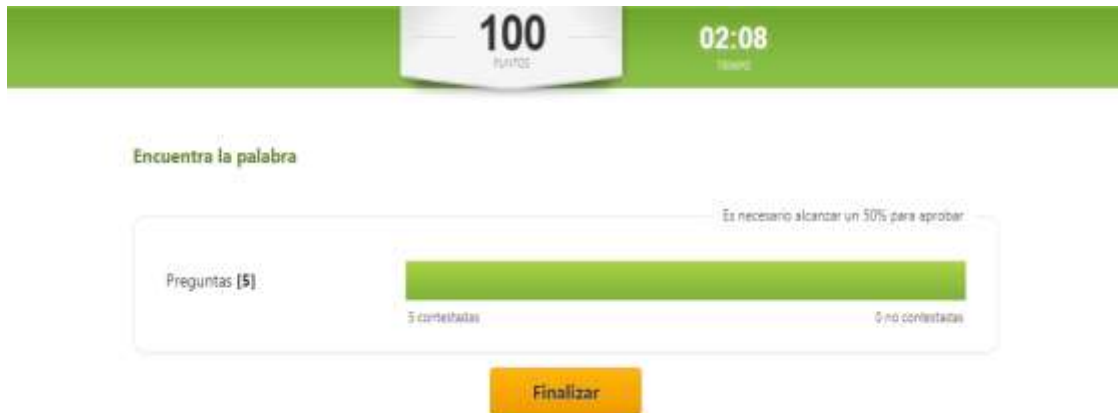 100
PUNTOS
02:08
TIEMPO
Encuentra la palabra
Es necesario alcanzar un 50% para aprobar
Preguntas [5]
5 contestadas
0 no contestadas
Finalizar